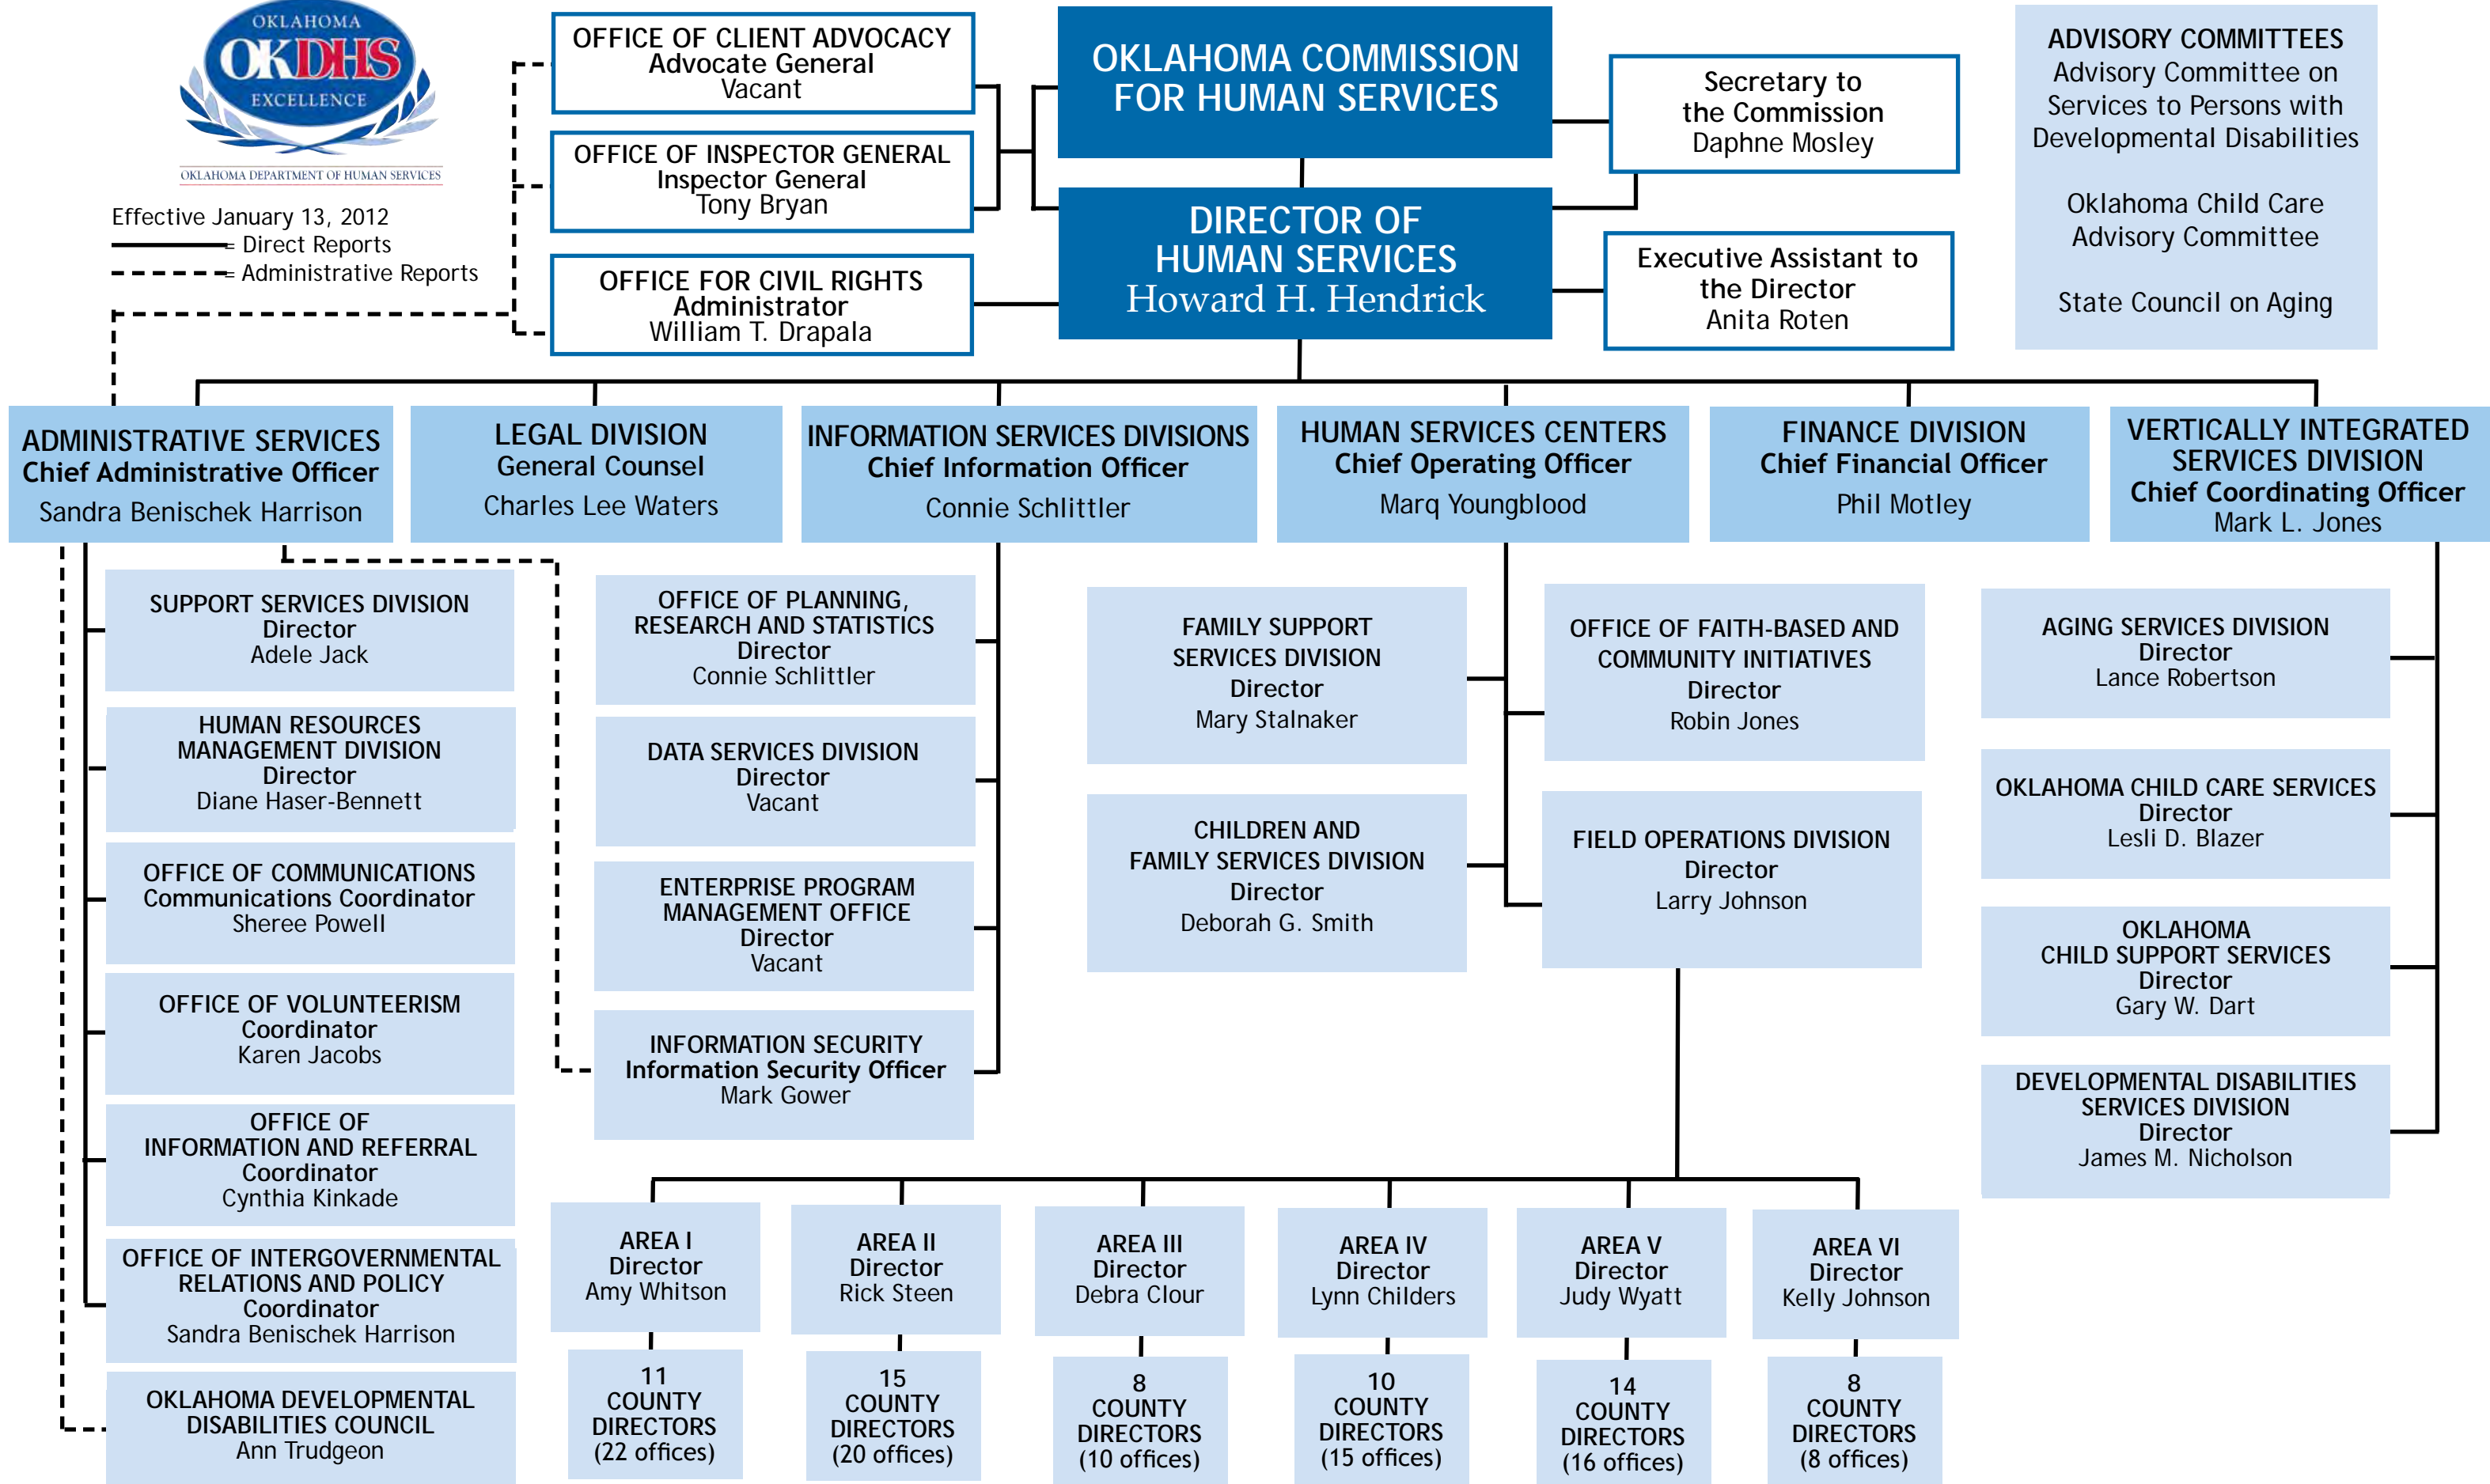 OKLAHOMA
OKDHS
EXCELLENCE
OKLAHOMA DEPARTMENT OF HUMAN SERVICES
Effective January 13, 2012
= Direct Reports
= Administrative Reports
OFFICE OF CLIENT ADVOCACY
Advocate General
Vacant
OFFICE OF INSPECTOR GENERAL
Inspector General
Tony Bryan
OFFICE FOR CIVIL RIGHTS
Administrator
William T. Drapala
OKLAHOMA COMMISSION
FOR HUMAN SERVICES
DIRECTOR OF
HUMAN SERVICES
Howard H. Hendrick
Secretary to
the Commission
Daphne Mosley
Executive Assistant to
the Director
Anita Roten
ADVISORY COMMITTEES
Advisory Committee on
Services to Persons with
Developmental Disabilities
Oklahoma Child Care
Advisory Committee
State Council on Aging
ADMINISTRATIVE SERVICES
Chief Administrative Officer
Sandra Benischek Harrison
LEGAL DIVISION
General Counsel
Charles Lee Waters
INFORMATION SERVICES DIVISIONS
Chief Information Officer
Connie Schlittler
HUMAN SERVICES CENTERS
Chief Operating Officer
Marq Youngblood
FINANCE DIVISION
Chief Financial Officer
Phil Motley
VERTICALLY INTEGRATED
SERVICES DIVISION
Chief Coordinating Officer
Mark L. Jones
SUPPORT SERVICES DIVISION
Director
Adele Jack
HUMAN RESOURCES
MANAGEMENT DIVISION
Director
Diane Haser-Bennett
OFFICE OF COMMUNICATIONS
Communications Coordinator
Sheree Powell
OFFICE OF VOLUNTEERISM
Coordinator
Karen Jacobs
OFFICE OF
INFORMATION AND REFERRAL
Coordinator
Cynthia Kinkade
OFFICE OF INTERGOVERNMENTAL
RELATIONS AND POLICY
Coordinator
Sandra Benischek Harrison
OKLAHOMA DEVELOPMENTAL
DISABILITIES COUNCIL
Ann Trudgeon
OFFICE OF PLANNING,
RESEARCH AND STATISTICS
Director
Connie Schlittler
DATA SERVICES DIVISION
Director
Vacant
ENTERPRISE PROGRAM
MANAGEMENT OFFICE
Director
Vacant
INFORMATION SECURITY
Information Security Officer
Mark Gower
FAMILY SUPPORT
SERVICES DIVISION
Director
Mary Stalnaker
CHILDREN AND
FAMILY SERVICES DIVISION
Director
Deborah G. Smith
OFFICE OF FAITH-BASED AND
COMMUNITY INITIATIVES
Director
Robin Jones
FIELD OPERATIONS DIVISION
Director
Larry Johnson
AGING SERVICES DIVISION
Director
Lance Robertson
OKLAHOMA CHILD CARE SERVICES
Director
Lesli D. Blazer
OKLAHOMA
CHILD SUPPORT SERVICES
Director
Gary W. Dart
DEVELOPMENTAL DISABILITIES
SERVICES DIVISION
Director
James M. Nicholson
AREA I
Director
Amy Whitson
AREA II
Director
Rick Steen
AREA III
Director
Debra Clour
AREA IV
Director
Lynn Childers
AREA V
Director
Judy Wyatt
AREA VI
Director
Kelly Johnson
11
COUNTY
DIRECTORS
(22 offices)
15
COUNTY
DIRECTORS
(20 offices)
8
COUNTY
DIRECTORS
(10 offices)
10
COUNTY
DIRECTORS
(15 offices)
14
COUNTY
DIRECTORS
(16 offices)
8
COUNTY
DIRECTORS
(8 offices)